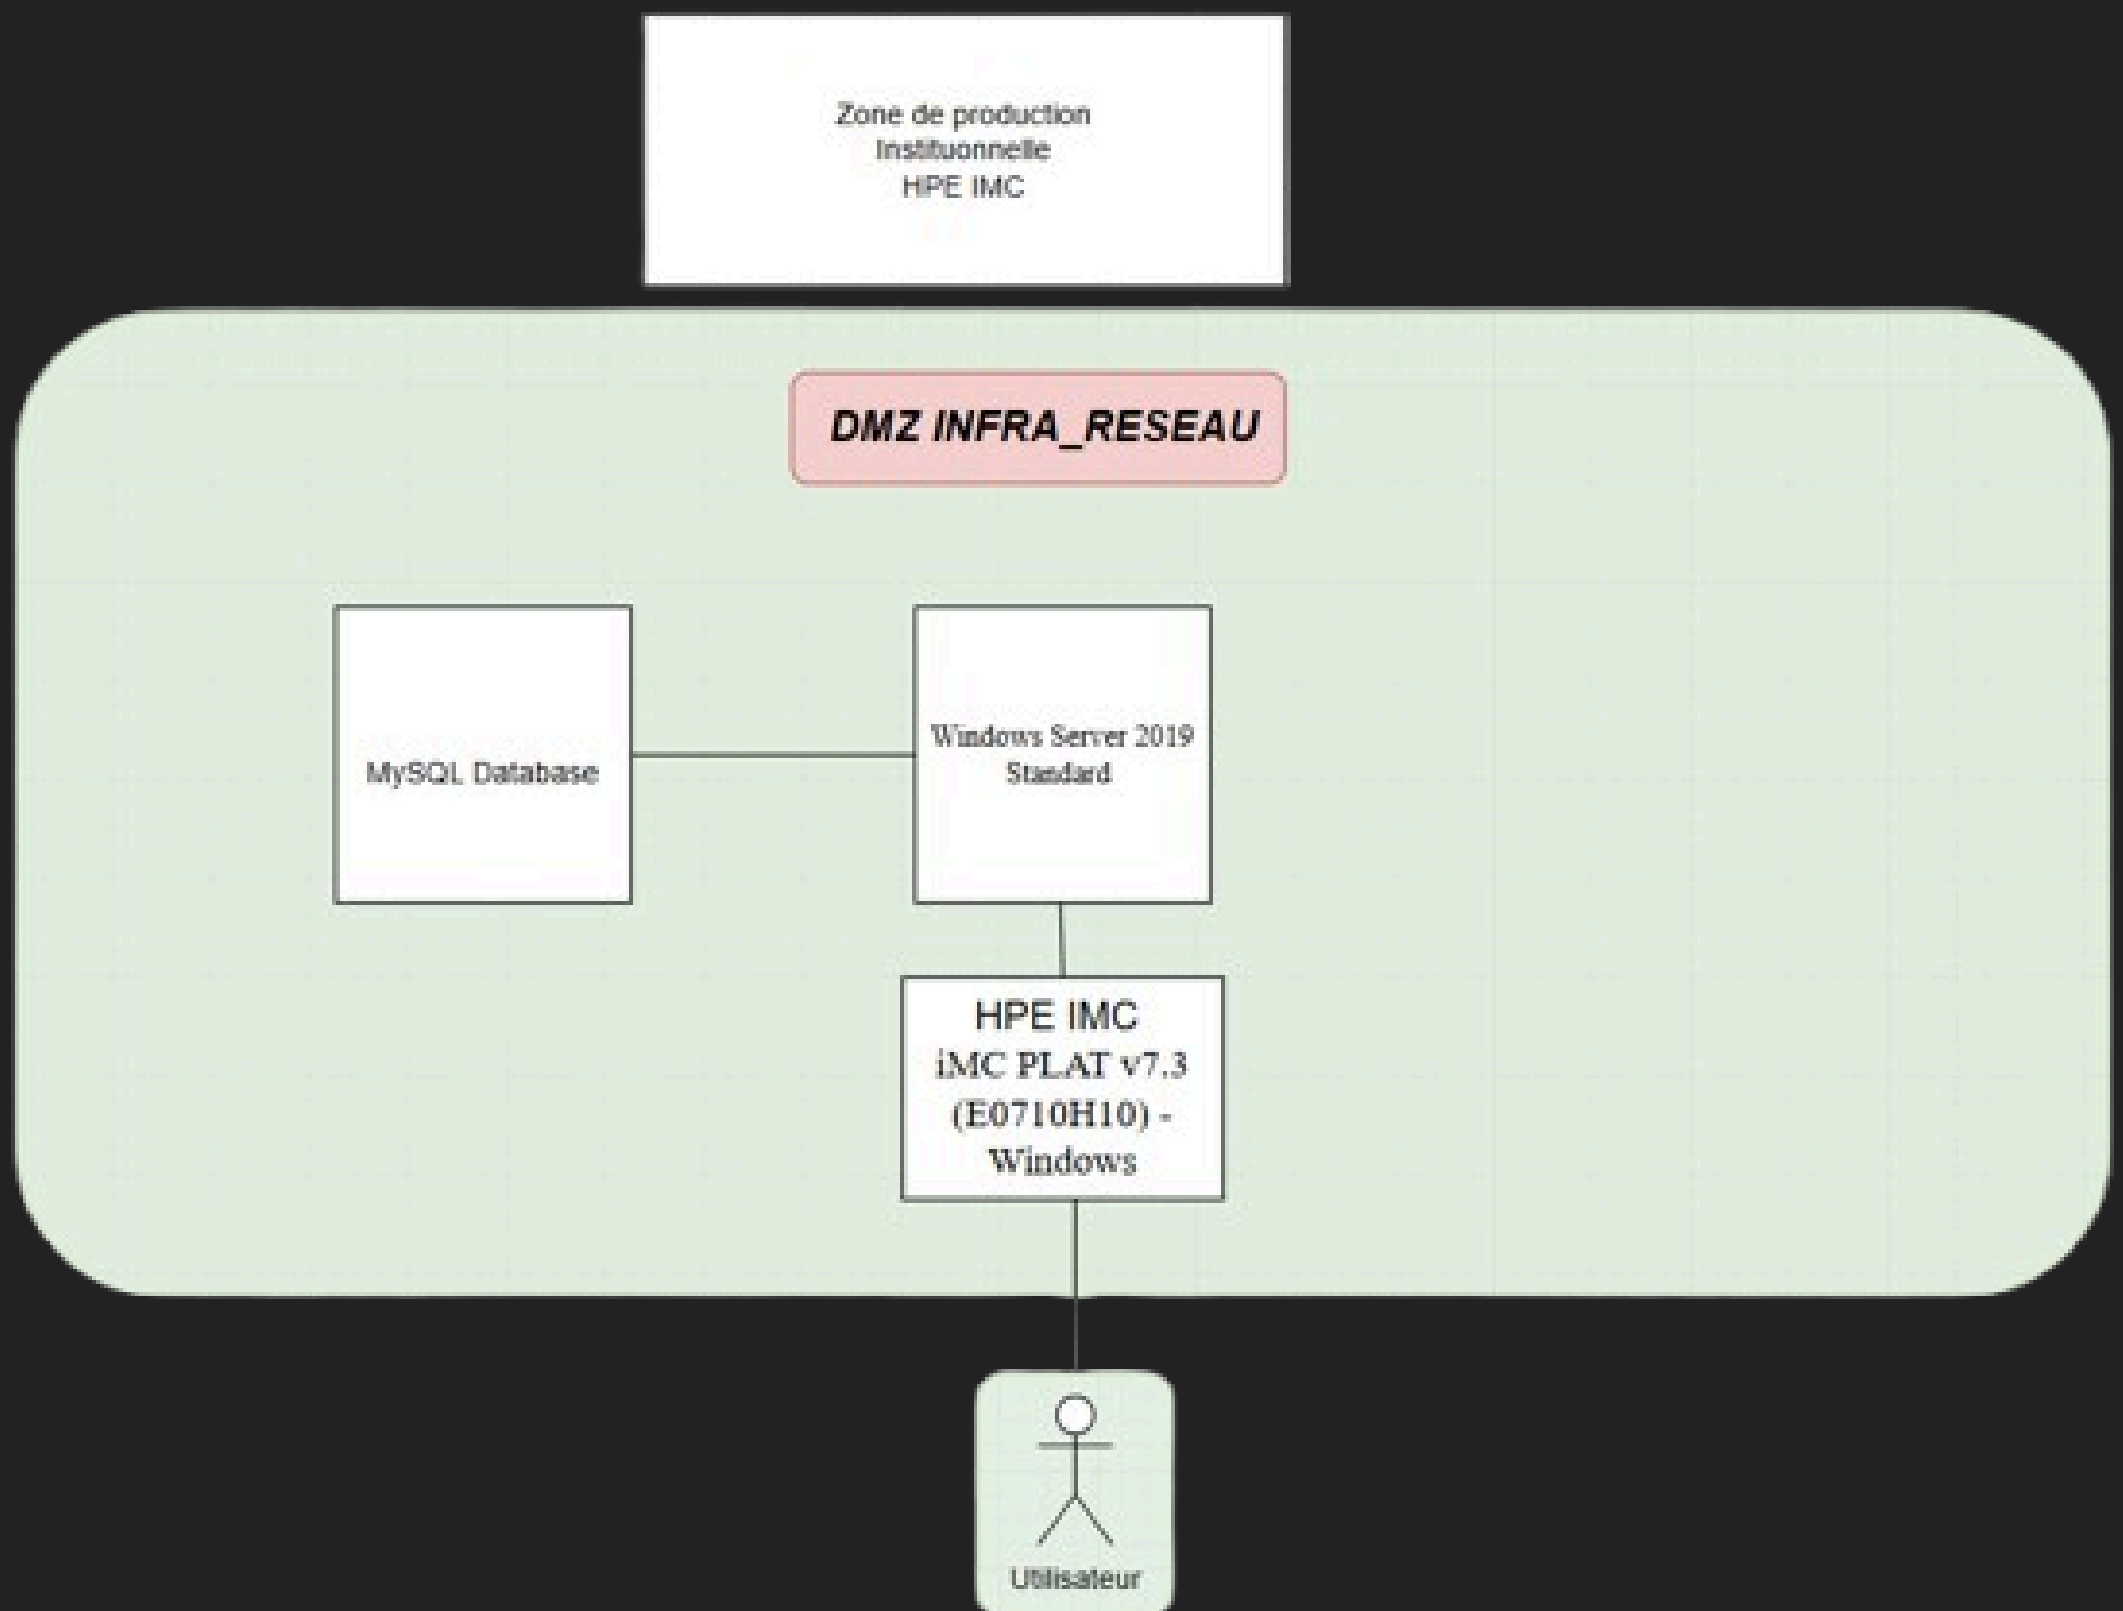 Zone de production
Instituonnelle
HPE IMC
DMZ INFRA_RESEAU
MySQL Database
Windows Server 2019
Standard
HPE IMC
iMC PLAT v7.3
(E0710H10) -
Windows
Utilisateur